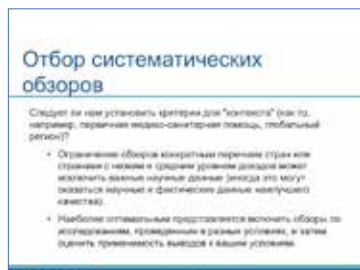 Отбор систематических
обзоров
Следует ли нам установить критерии для "контекста" (как то,
например, первичная медико-санитарная помощь, глобальный
регион)?
• Ограничение обзоров конкретным перечнем стран или
странами с низким и средним уровнем доходов может
исключить важные научные данные (иногда это могут
оказаться научные и фактические данные наилучшего
качества).
• Наиболее оптимальным представляется включить обзоры по
исследованиям, проведенным в разных условиях, и затем
оценить применимость выводов к вашим условиям.